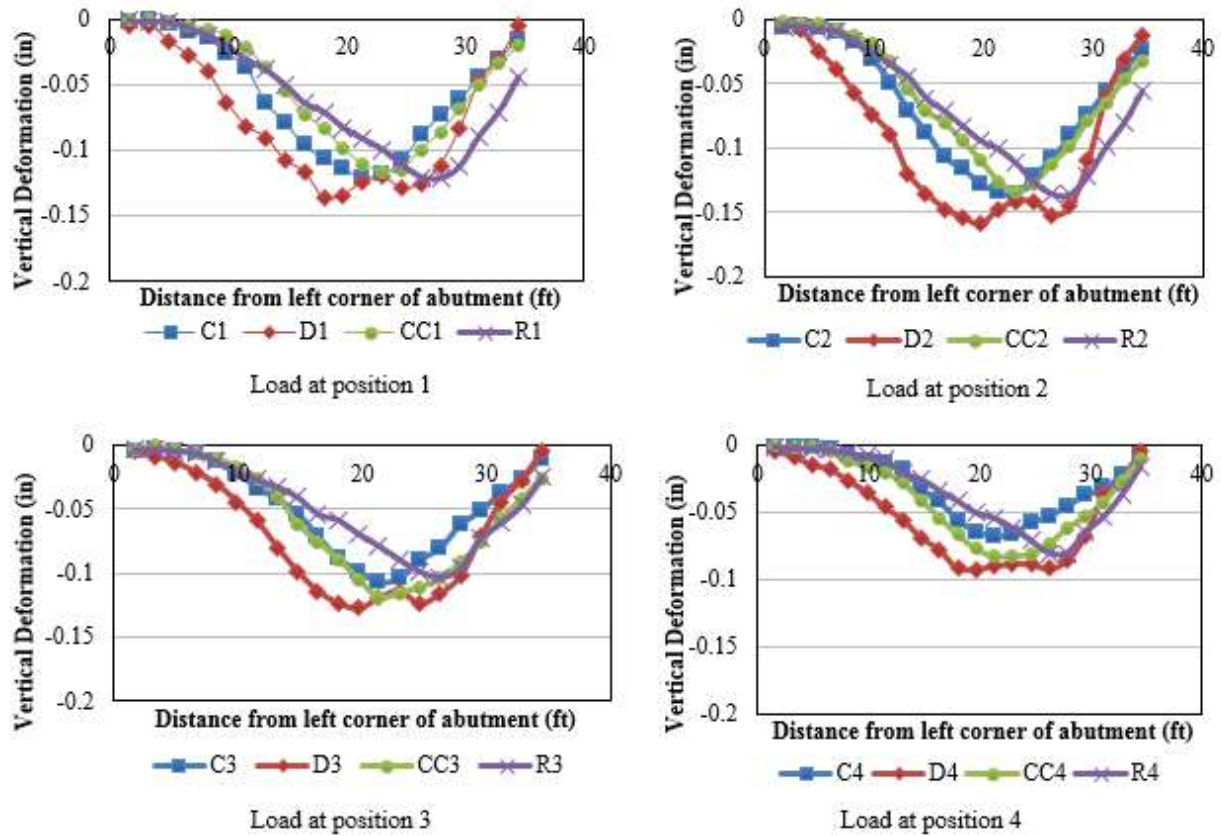 0
-0.05
-0.1
-0.15
-0.2
Vertical Deformation (in)
0 10 20 30 40
Distance from left corner of abutment (ft)
C1 D1 CC1 R1
Load at position 1
0
-0.05
-0.1
-0.15
-0.2
Vertical Deformation (in)
0 10 20 30 40
Distance from left corner of abutment (ft)
C2 D2 CC2 R2
Load at position 2
0
-0.05
-0.1
-0.15
-0.2
Vertical Deformation (in)
0 10 20 30 40
Distance from left corner of abutment (ft)
C3 D3 CC3 R3
Load at position 3
0
-0.05
-0.1
-0.15
-0.2
Vertical Deformation (in)
0 10 20 30 40
Distance from left corner of abutment (ft)
C4 D4 CC4 R4
Load at position 4